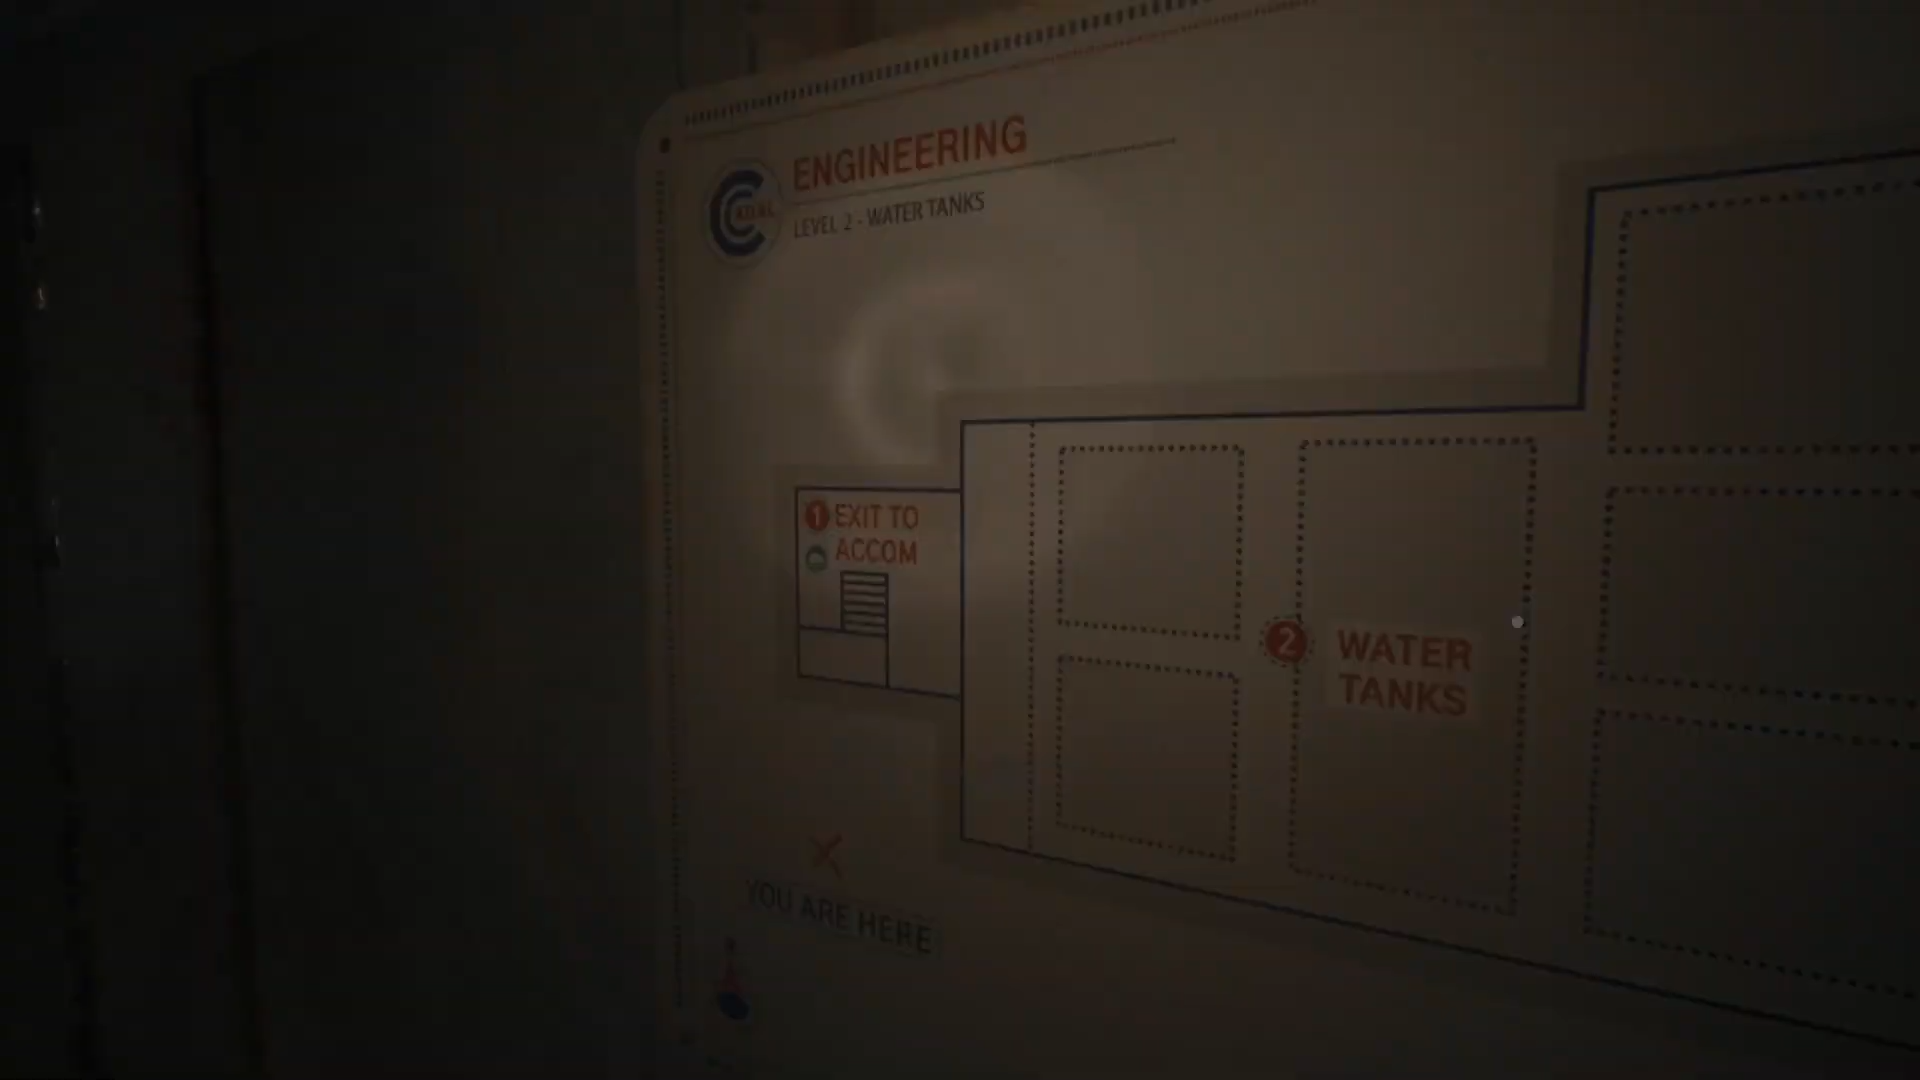 ENGINEERING
LEVEL 2 - WATER TANKS
1 EXIT TO
ACCOM
2 WATER
TANKS
YOU ARE HERE